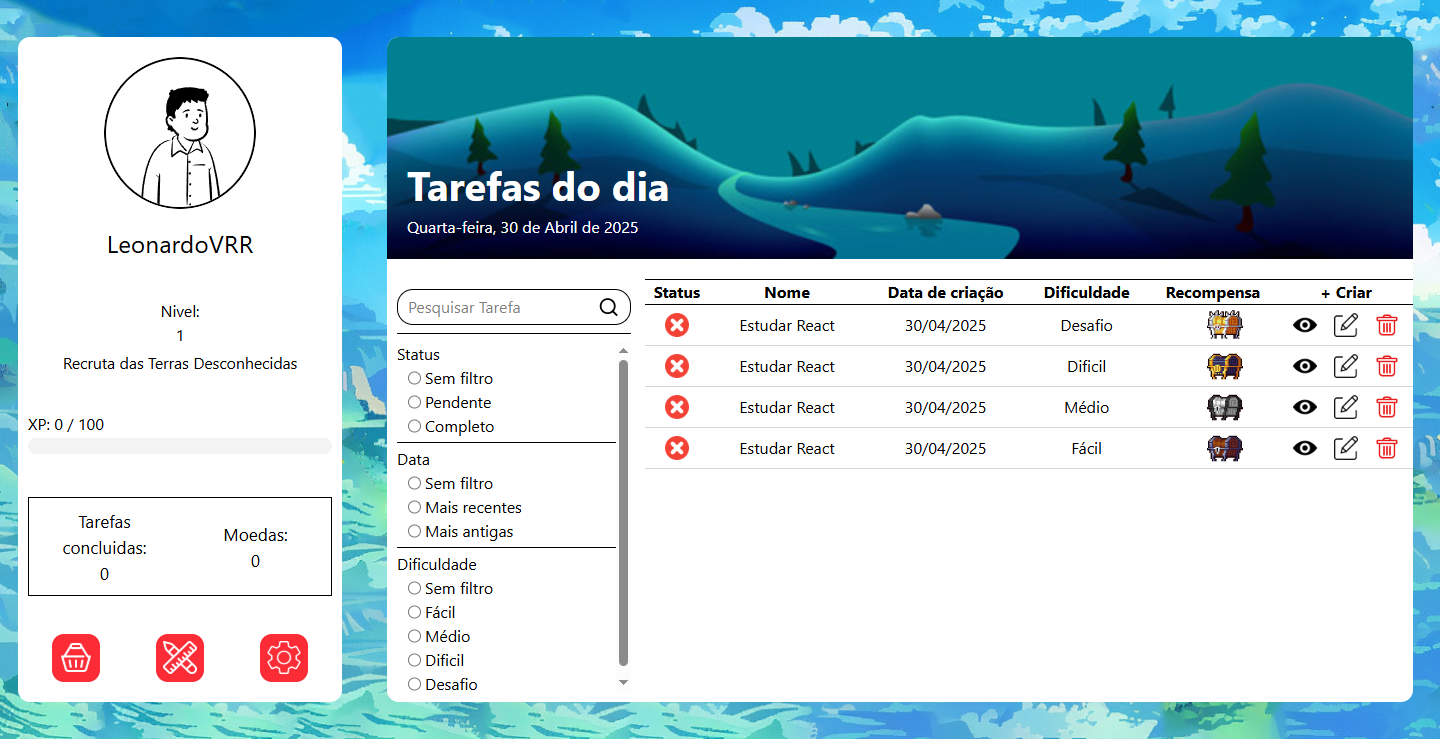 LeonardoVRR
Nivel:
1
Recruta das Terras Desconhecidas
XP: 0 / 100
Tarefas
concluidas:
0
Moedas:
0
Tarefas do dia
Quarta-feira, 30 de Abril de 2025
Pesquisar Tarefa
Status
Sem filtro
Pendente
Completo
Data
Sem filtro
Mais recentes
Mais antigas
Dificuldade
Sem filtro
Fácil
Médio
Dificil
Desafio
Status Nome Data de criação Dificuldade Recompensa + Criar
Estudar React 30/04/2025 Desafio
Estudar React 30/04/2025 Dificil
Estudar React 30/04/2025 Médio
Estudar React 30/04/2025 Fácil